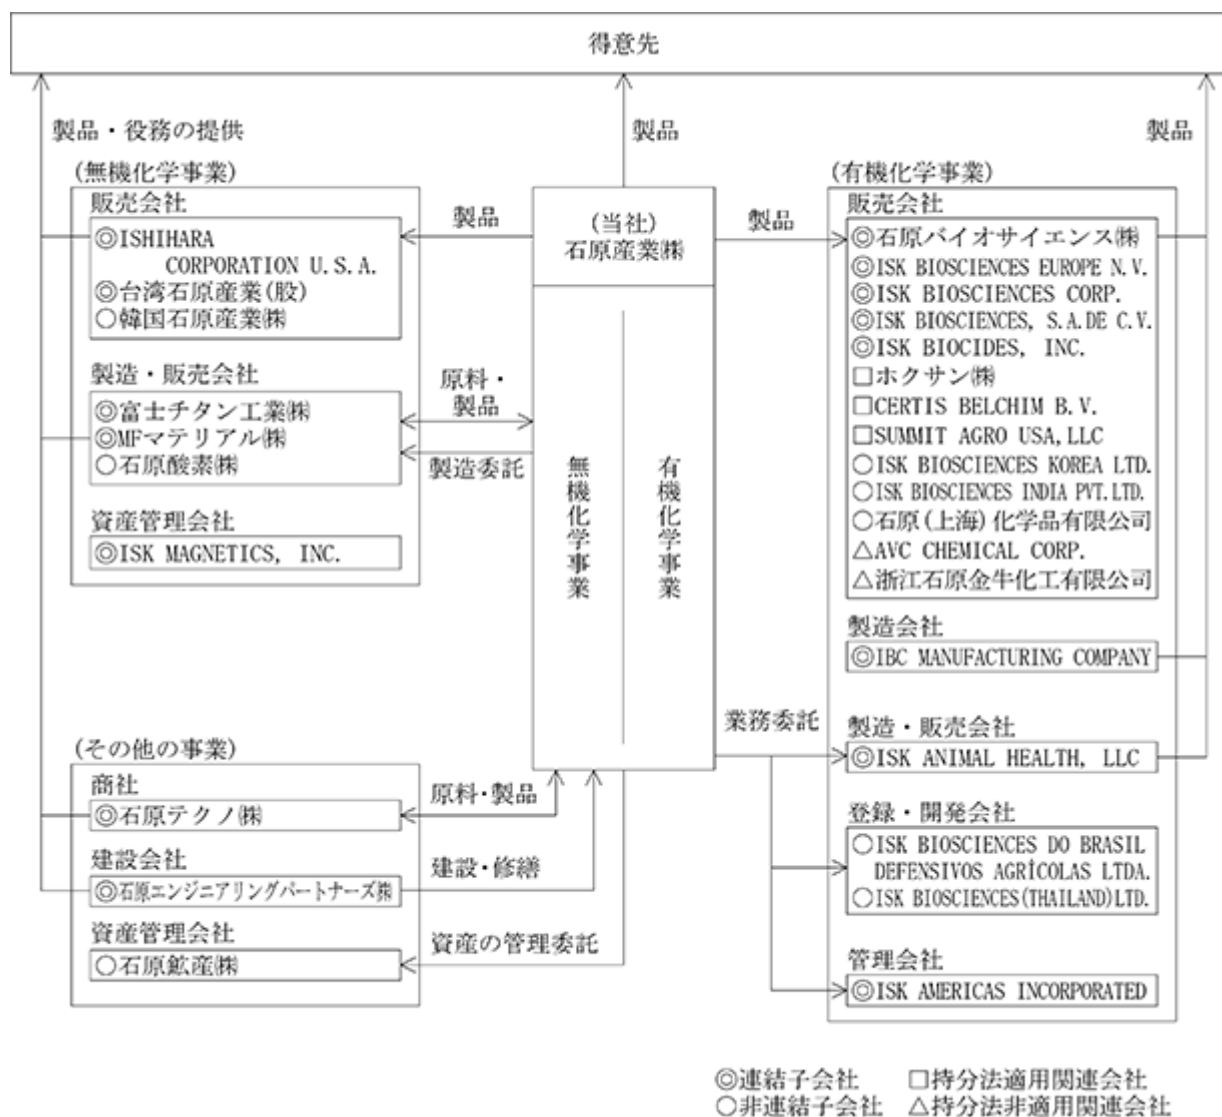 得意先
製品・役務の提供
製品
製品
(無機化学事業)
販売会社
◎ISHIHARA
CORPORATION U.S.A.
◎台湾石原産業(股)
○韓国石原産業㈱
製造・販売会社
◎富士チタン工業㈱
◎MFマテリアル㈱
○石原酸素㈱
資産管理会社
◎ISK MAGNETICS, INC.
製品
原料・
製品
製造委託
(当社)
石原産業㈱
無機化学事業
有機化学事業
製品
業務委託
(有機化学事業)
販売会社
◎石原バイオサイエンス㈱
◎ISK BIOSCIENCES EUROPE N.V.
◎ISK BIOSCIENCES CORP.
◎ISK BIOSCIENCES, S.A.DE C.V.
◎ISK BIOCIDES, INC.
□ホクサン㈱
□CERTIS BELCHIM B.V.
□SUMMIT AGRO USA,LLC
○ISK BIOSCIENCES KOREA LTD.
○ISK BIOSCIENCES INDIA PVT.LTD.
○石原(上海)化学品有限公司
△AVC CHEMICAL CORP.
△浙江石原金牛化工有限公司
製造会社
◎IBC MANUFACTURING COMPANY
製造・販売会社
◎ISK ANIMAL HEALTH, LLC
登録・開発会社
○ISK BIOSCIENCES DO BRASIL
DEFENSIVOS AGRÍCOLAS LTDA.
○ISK BIOSCIENCES(THAILAND)LTD.
管理会社
◎ISK AMERICAS INCORPORATED
(その他の事業)
商社
◎石原テクノ㈱
建設会社
◎石原エンジニアリングパートナーズ㈱
資産管理会社
○石原鉱産㈱
原料・製品
建設・修繕
資産の管理委託
◎連結子会社 □持分法適用関連会社
○非連結子会社 △持分法非適用関連会社